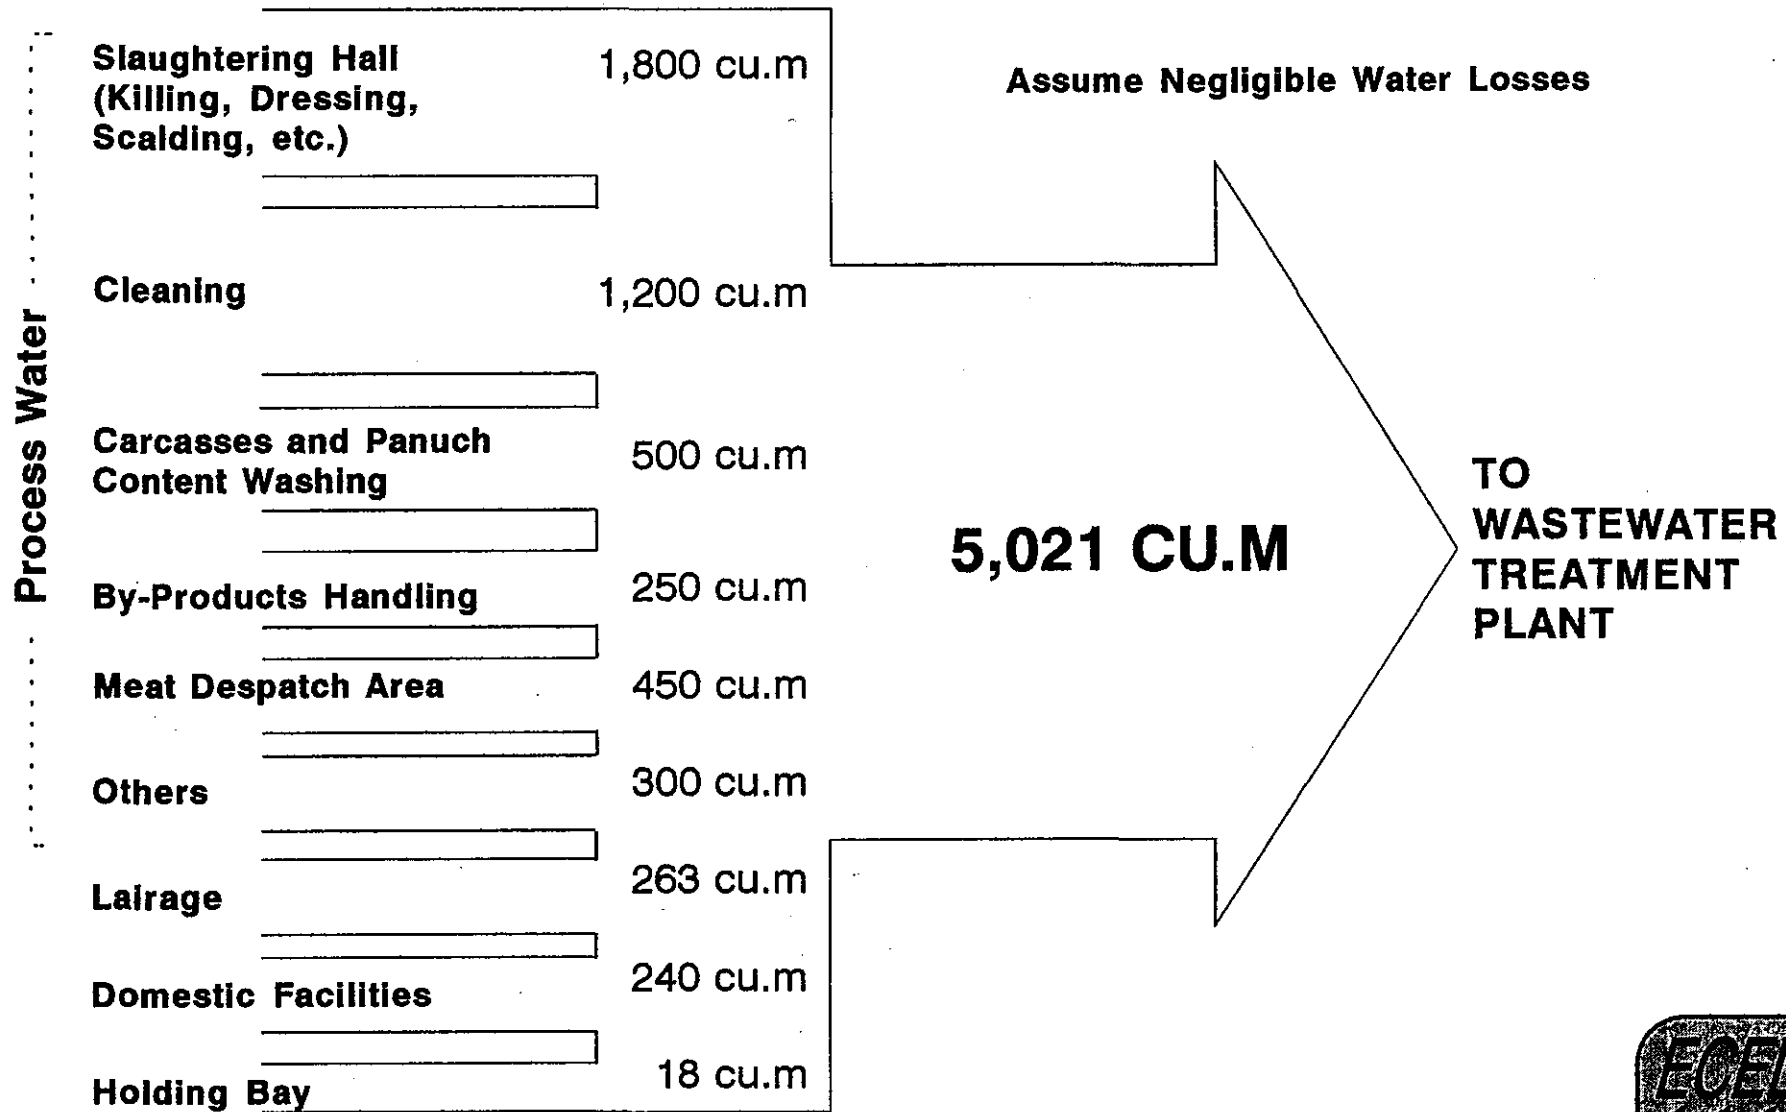 Process Water
Slaughtering Hall
(Killing, Dressing,
Scalding, etc.)
1,800 cu.m
Assume Negligible Water Losses
Cleaning
1,200 cu.m
Carcasses and Panuch
Content Washing
500 cu.m
By-Products Handling
250 cu.m
Meat Despatch Area
450 cu.m
Others
300 cu.m
Lairage
263 cu.m
Domestic Facilities
240 cu.m
Holding Bay
18 cu.m
5,021 CU.M
TO
WASTEWATER
TREATMENT
PLANT